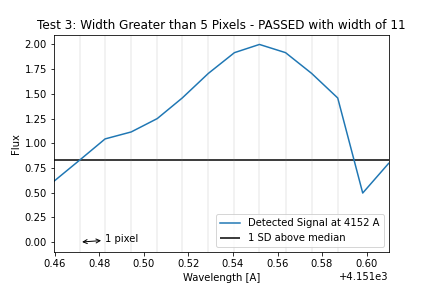 Test 3: Width Greater than 5 Pixels - PASSED with width of 11
2.00
1.75
1.50
1.25
1.00
0.75
0.50
0.25
0.00
Flux
1 pixel
Detected Signal at 4152 A
1 SD above median
0.46 0.48 0.50 0.52 0.54 0.56 0.58 0.60
Wavelength [A]
+4.151e3